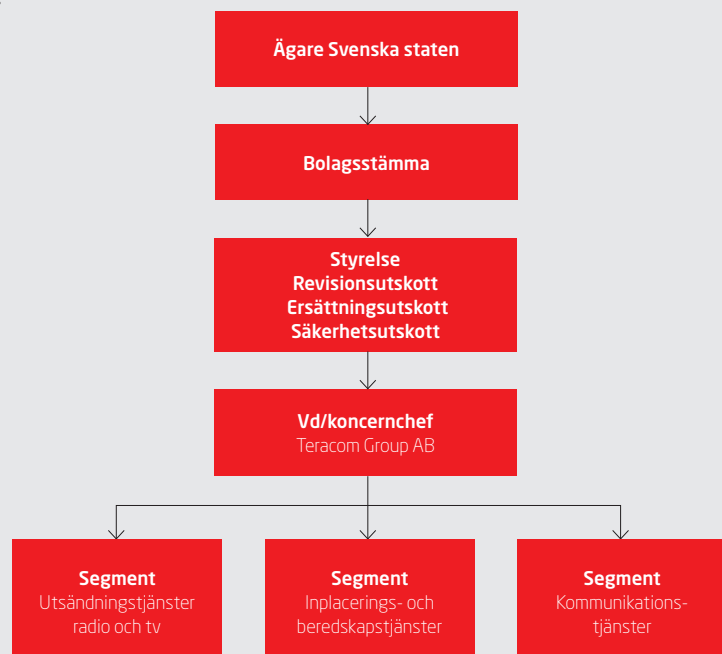 Ägare Svenska staten
Bolagsstämma
Styrelse
Revisionsutskott
Ersättningsutskott
Säkerhetsutskott
Vd/koncernchef
Teracom Group AB
Segment
Utsändningstjänster
radio och tv
Segment
Inplacerings- och
beredskapstjänster
Segment
Kommunikations-
tjänster